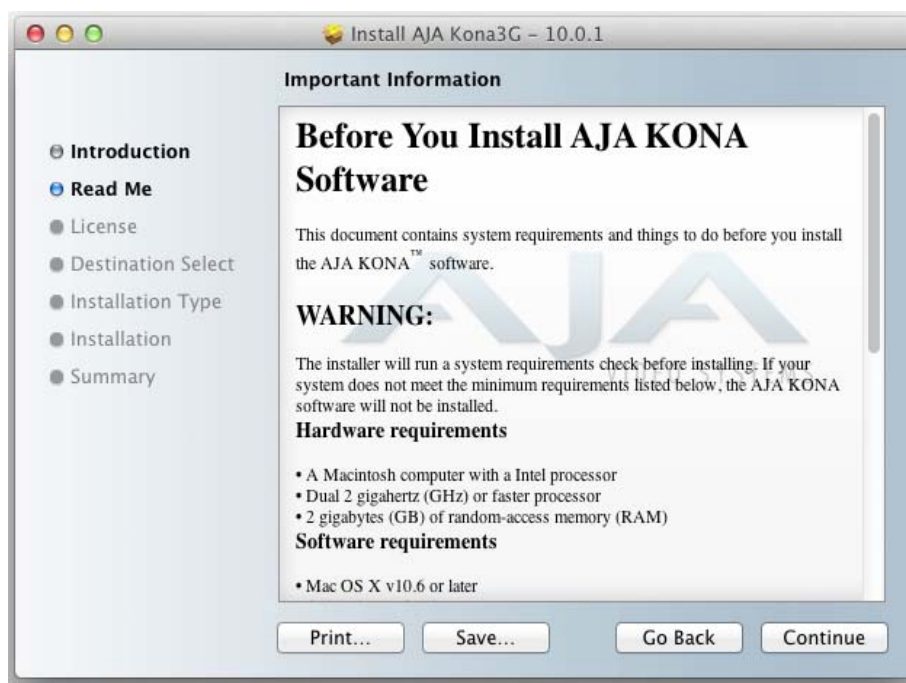 Install AJA Kona3G – 10.0.1
Important Information
Introduction
Read Me
License
Destination Select
Installation Type
Installation
Summary
Before You Install AJA KONA
Software
This document contains system requirements and things to do before you install
the AJA KONA™ software.
WARNING:
The installer will run a system requirements check before installing. If your
system does not meet the minimum requirements listed below, the AJA KONA
software will not be installed.
Hardware requirements
• A Macintosh computer with a Intel processor
• Dual 2 gigahertz (GHz) or faster processor
• 2 gigabytes (GB) of random-access memory (RAM)
Software requirements
• Mac OS X v10.6 or later
AJA
VIDEO SYSTEMS
Print...
Save...
Go Back
Continue